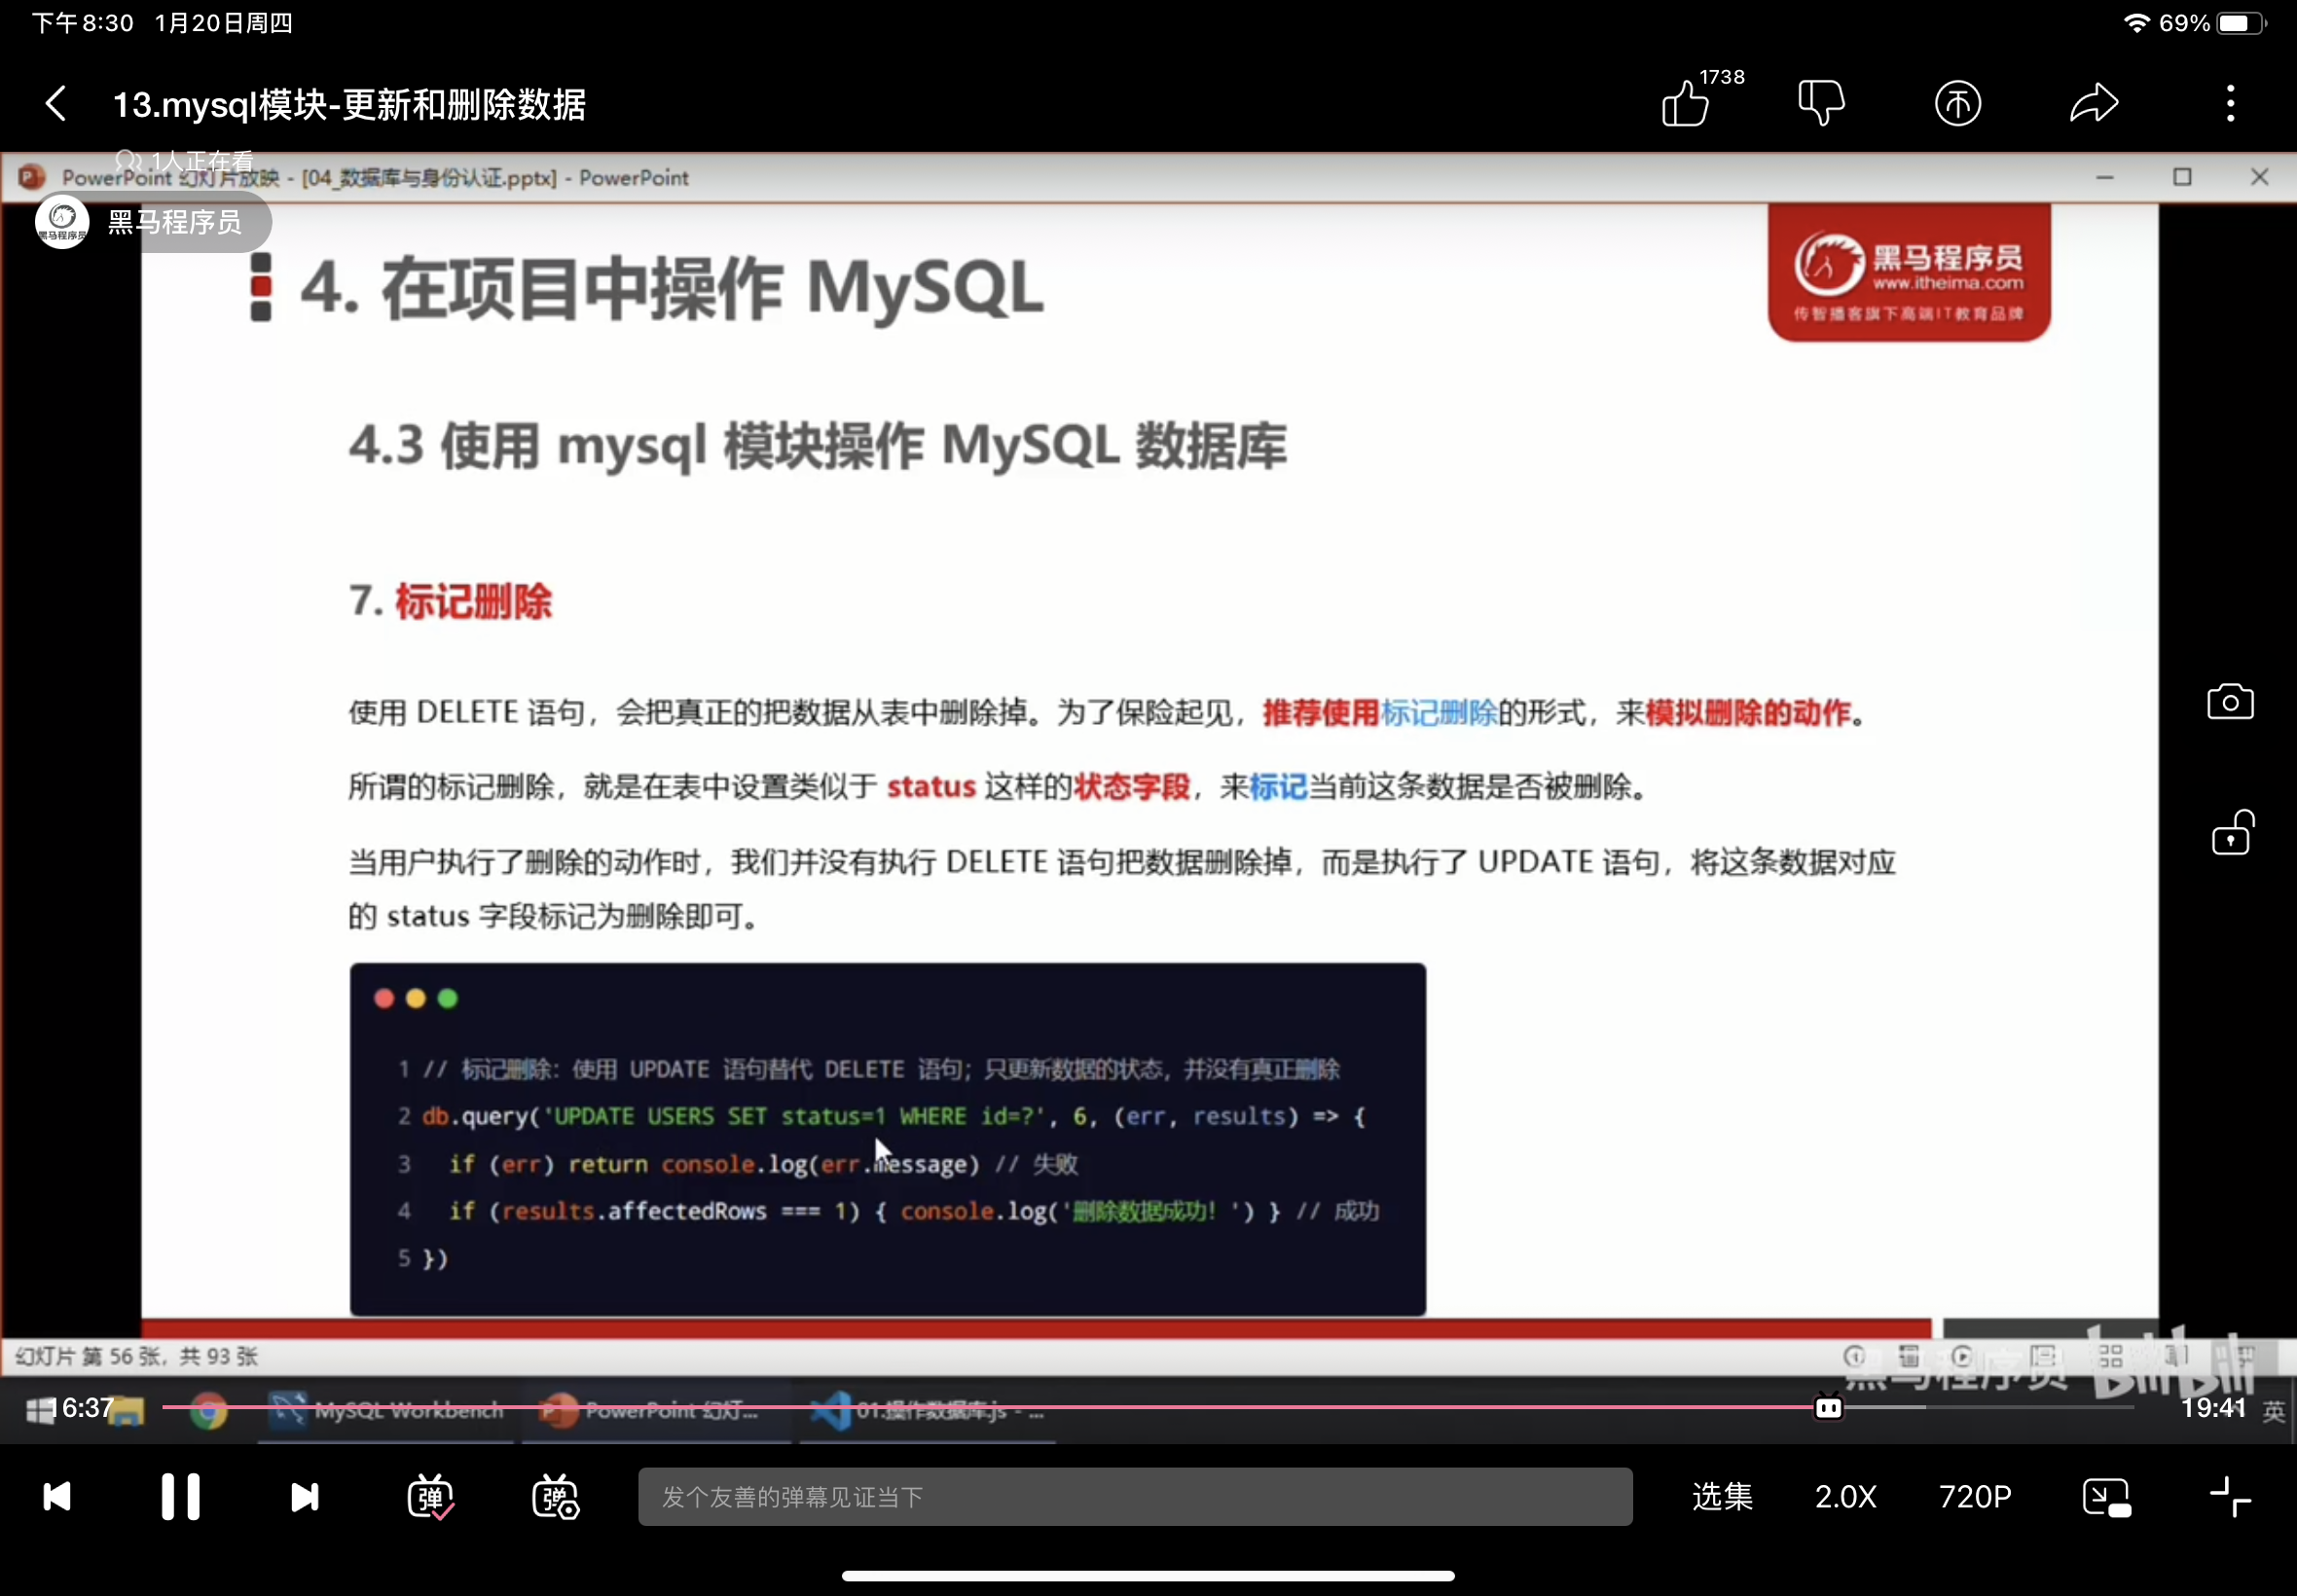 下午8:30 1月20日周四
69%
13.mysql模块-更新和删除数据
1738
1人正在看
PowerPoint 幻灯片放映 - [04_数据库与身份认证.pptx] - PowerPoint
黑马程序员
黑马程序员
4. 在项目中操作 MySQL
黑马程序员
www.itheima.com
传智播客旗下高端IT教育品牌
4.3 使用 mysql 模块操作 MySQL 数据库
7. 标记删除
使用 DELETE 语句，会把真正的把数据从表中删除掉。为了保险起见，推荐使用标记删除的形式，来模拟删除的动作。
所谓的标记删除，就是在表中设置类似于 status 这样的状态字段，来标记当前这条数据是否被删除。
当用户执行了删除的动作时，我们并没有执行 DELETE 语句把数据删除掉，而是执行了 UPDATE 语句，将这条数据对应
的 status 字段标记为删除即可。
1 // 标记删除：使用 UPDATE 语句替代 DELETE 语句；只更新数据的状态，并没有真正删除
2 db.query('UPDATE USERS SET status=1 WHERE id=?', 6, (err, results) => {
3 if (err) return console.log(err.message) // 失败
4 if (results.affectedRows === 1) { console.log('删除数据成功！') } // 成功
5 })
幻灯片 第 56 张，共 93 张
黑马程序员 bilibili
16:37
MySQL Workbench
PowerPoint 幻灯...
01.操作数据库.js - ...
19:41
英
弹
弹
发个友善的弹幕见证当下
选集
2.0X
720P